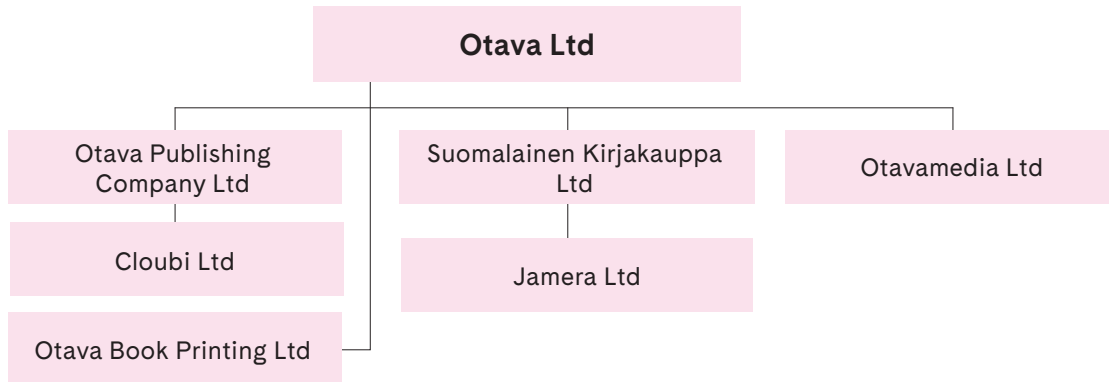 Otava Ltd
Otava Publishing
Company Ltd
Suomalainen Kirjakauppa
Ltd
Otavamedia Ltd
Cloubi Ltd
Jamera Ltd
Otava Book Printing Ltd